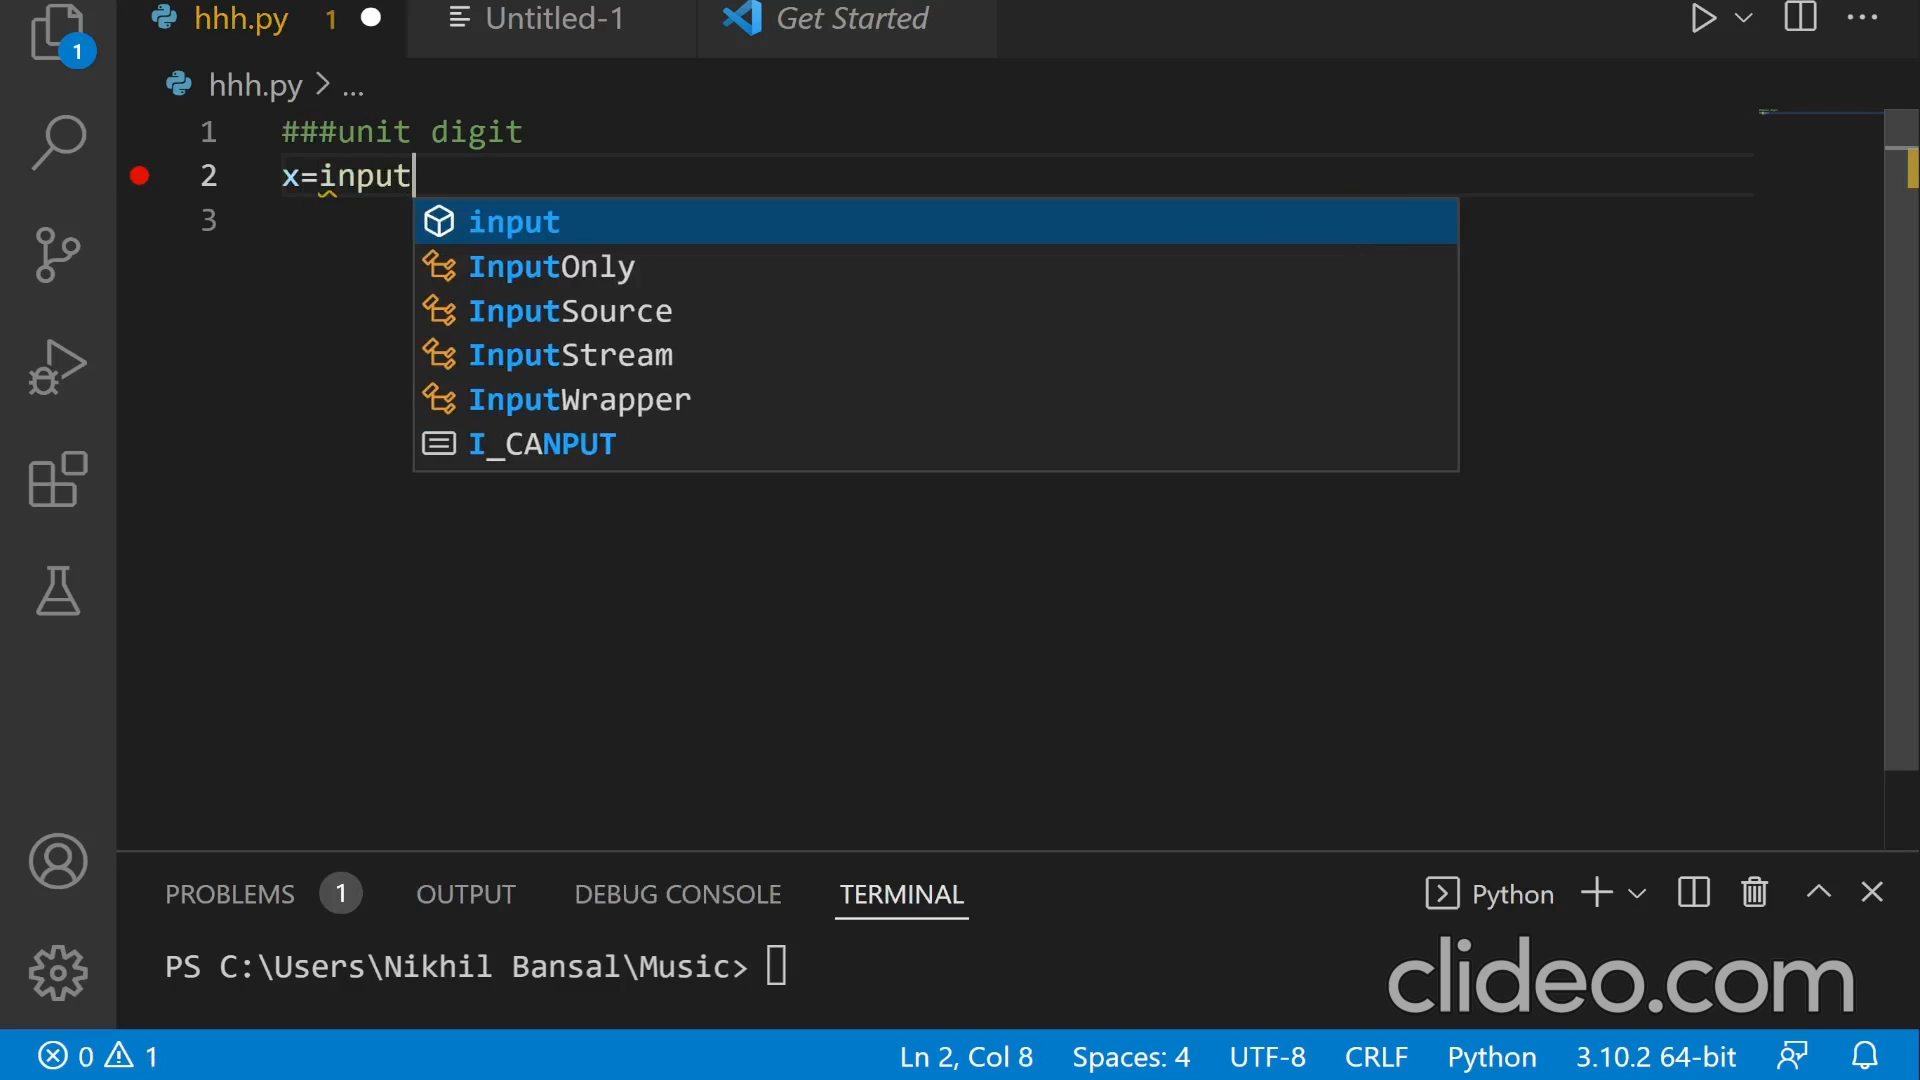 hhh.py 1 Untitled-1 Get Started
1
hhh.py > ...
1 ###unit digit
2 x=input
3
input
InputOnly
InputSource
InputStream
InputWrapper
I_CANPUT
PROBLEMS 1 OUTPUT DEBUG CONSOLE TERMINAL Python
PS C:\Users\Nikhil Bansal\Music>
clideo.com
0 1 Ln 2, Col 8 Spaces: 4 UTF-8 CRLF Python 3.10.2 64-bit